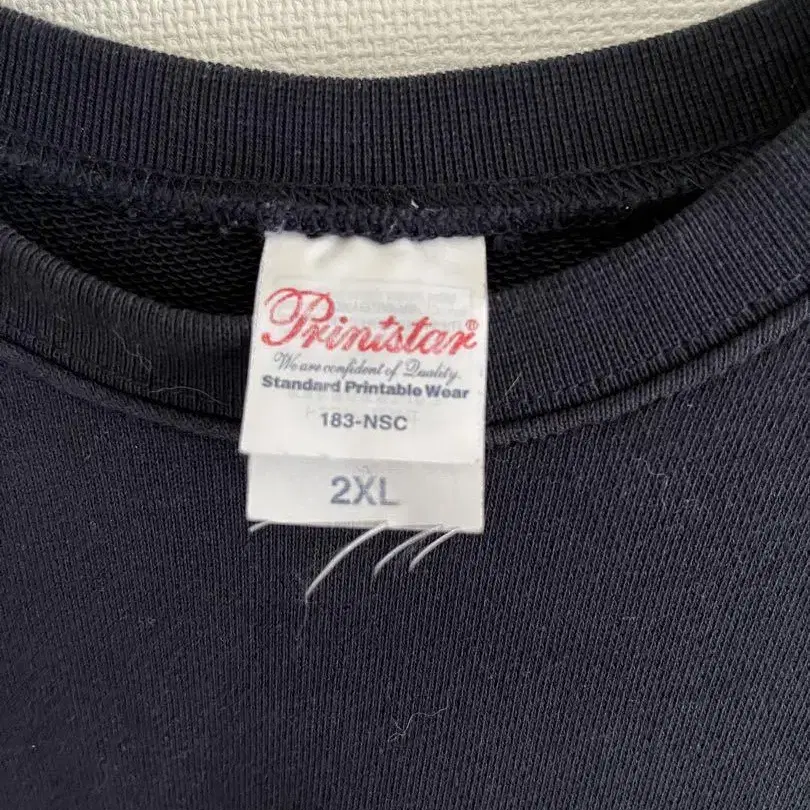 Printstar®
We are confident of Quality.
Standard Printable Wear
183-NSC
2XL